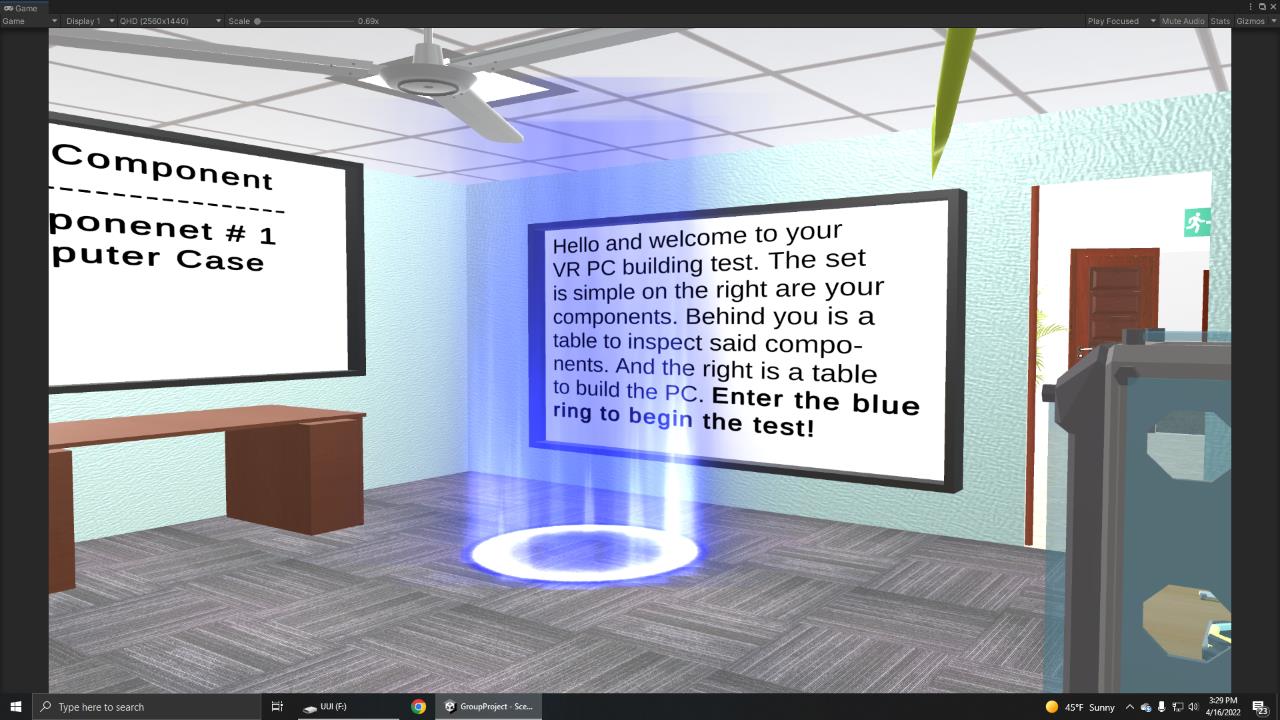 Game
Game
Display 1
QHD (2560x1440)
Scale
0.69x
Play Focused
Mute Audio
Stats
Gizmos
Component
--------------------
ponenet # 1
puter Case
Hello and welcome to your
VR PC building test. The set
is simple on the right are your
components. Behind you is a
table to inspect said compo-
nents. And the right is a table
to build the PC. Enter the blue
ring to begin the test!
Type here to search
UUI (F:)
GroupProject - Sce...
45°F Sunny
3:29 PM
4/16/2022
23